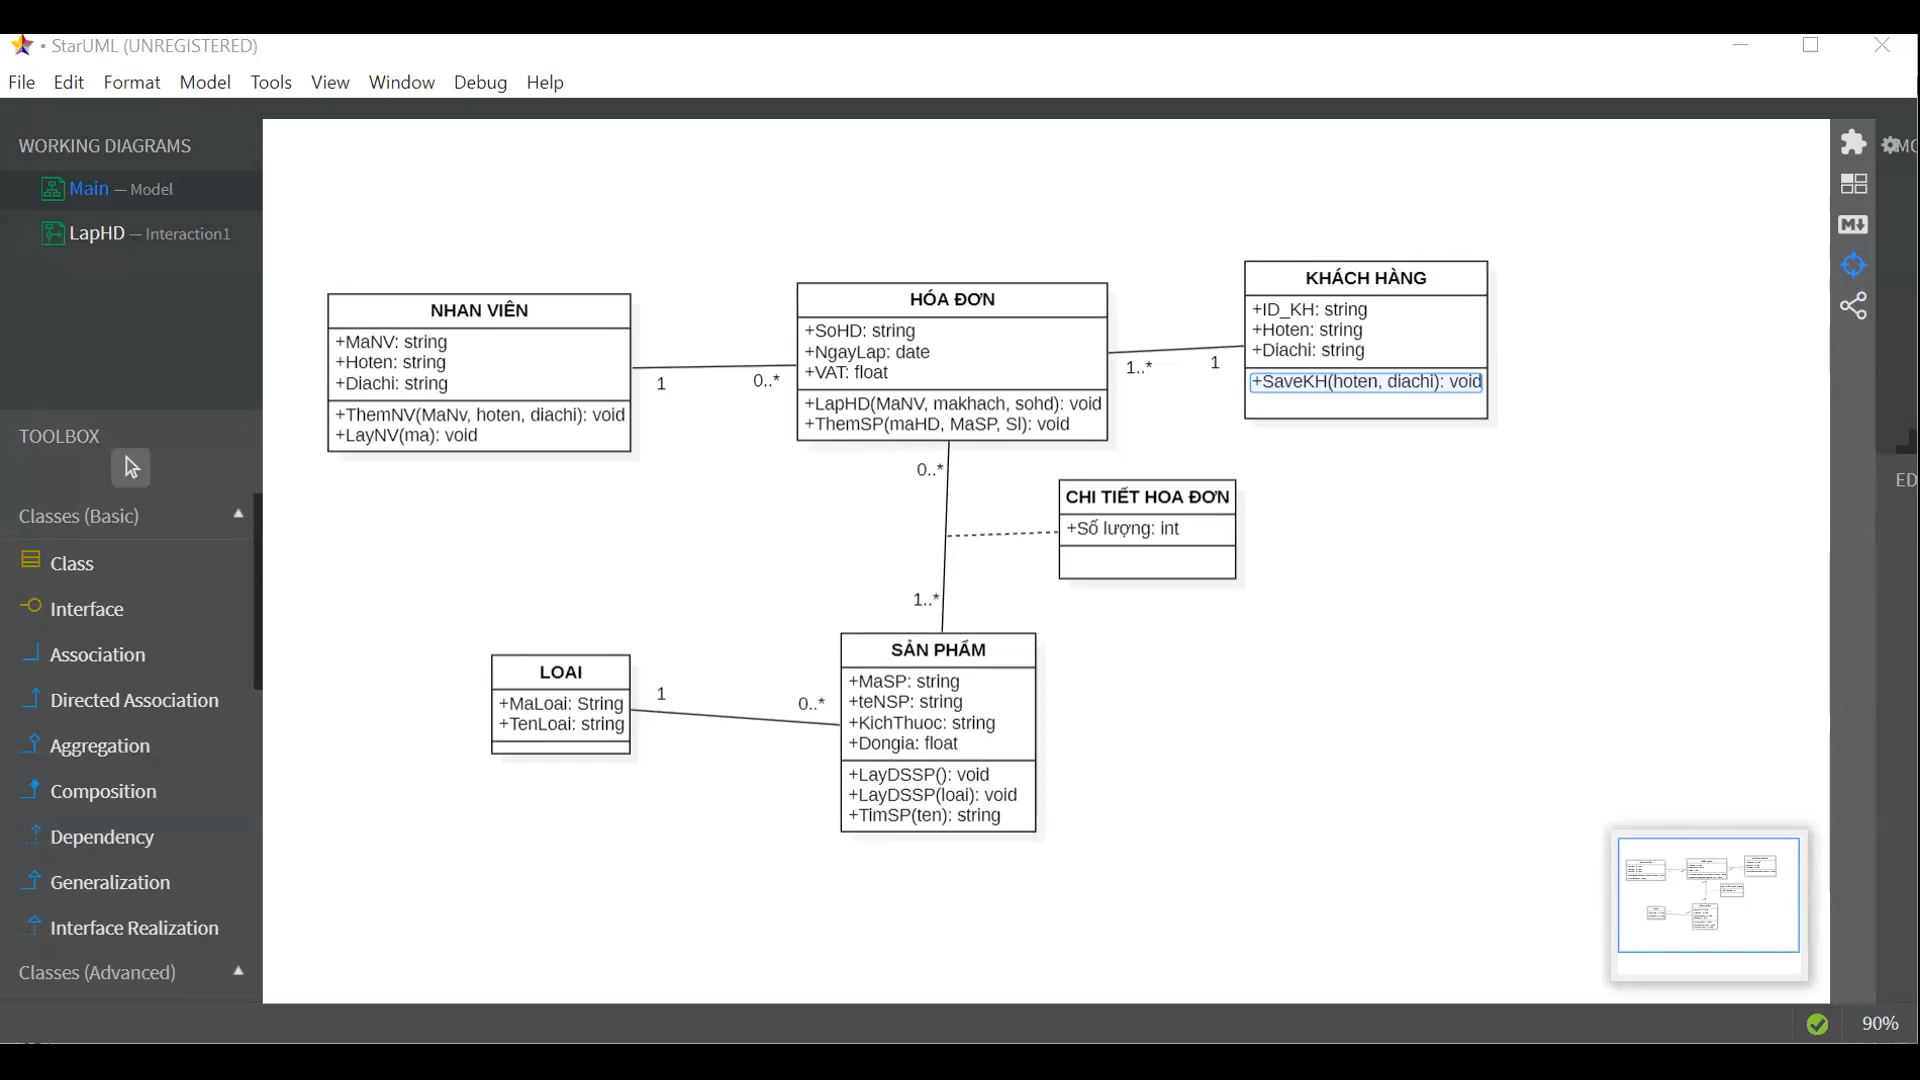 • StarUML (UNREGISTERED)
File Edit Format Model Tools View Window Debug Help
WORKING DIAGRAMS
Main — Model
LapHD — Interaction1
TOOLBOX
Classes (Basic)
Class
Interface
Association
Directed Association
Aggregation
Composition
Dependency
Generalization
Interface Realization
Classes (Advanced)
NHAN VIÊN
+MaNV: string
+Hoten: string
+Diachi: string
+ThemNV(MaNv, hoten, diachi): void
+LayNV(ma): void
1
0..*
HÓA ĐƠN
+SoHD: string
+NgayLap: date
+VAT: float
+LapHD(MaNV, makhach, sohd): void
+ThemSP(maHD, MaSP, Sl): void
1..*
1
KHÁCH HÀNG
+ID_KH: string
+Hoten: string
+Diachi: string
+SaveKH(hoten, diachi): void
0..*
CHI TIẾT HOA ĐƠN
+Số lượng: int
1..*
LOAI
+MaLoai: String
+TenLoai: string
1
0..*
SẢN PHẨM
+MaSP: string
+teNSP: string
+KichThuoc: string
+Dongia: float
+LayDSSP(): void
+LayDSSP(loai): void
+TimSP(ten): string
M
MO
ED
90%